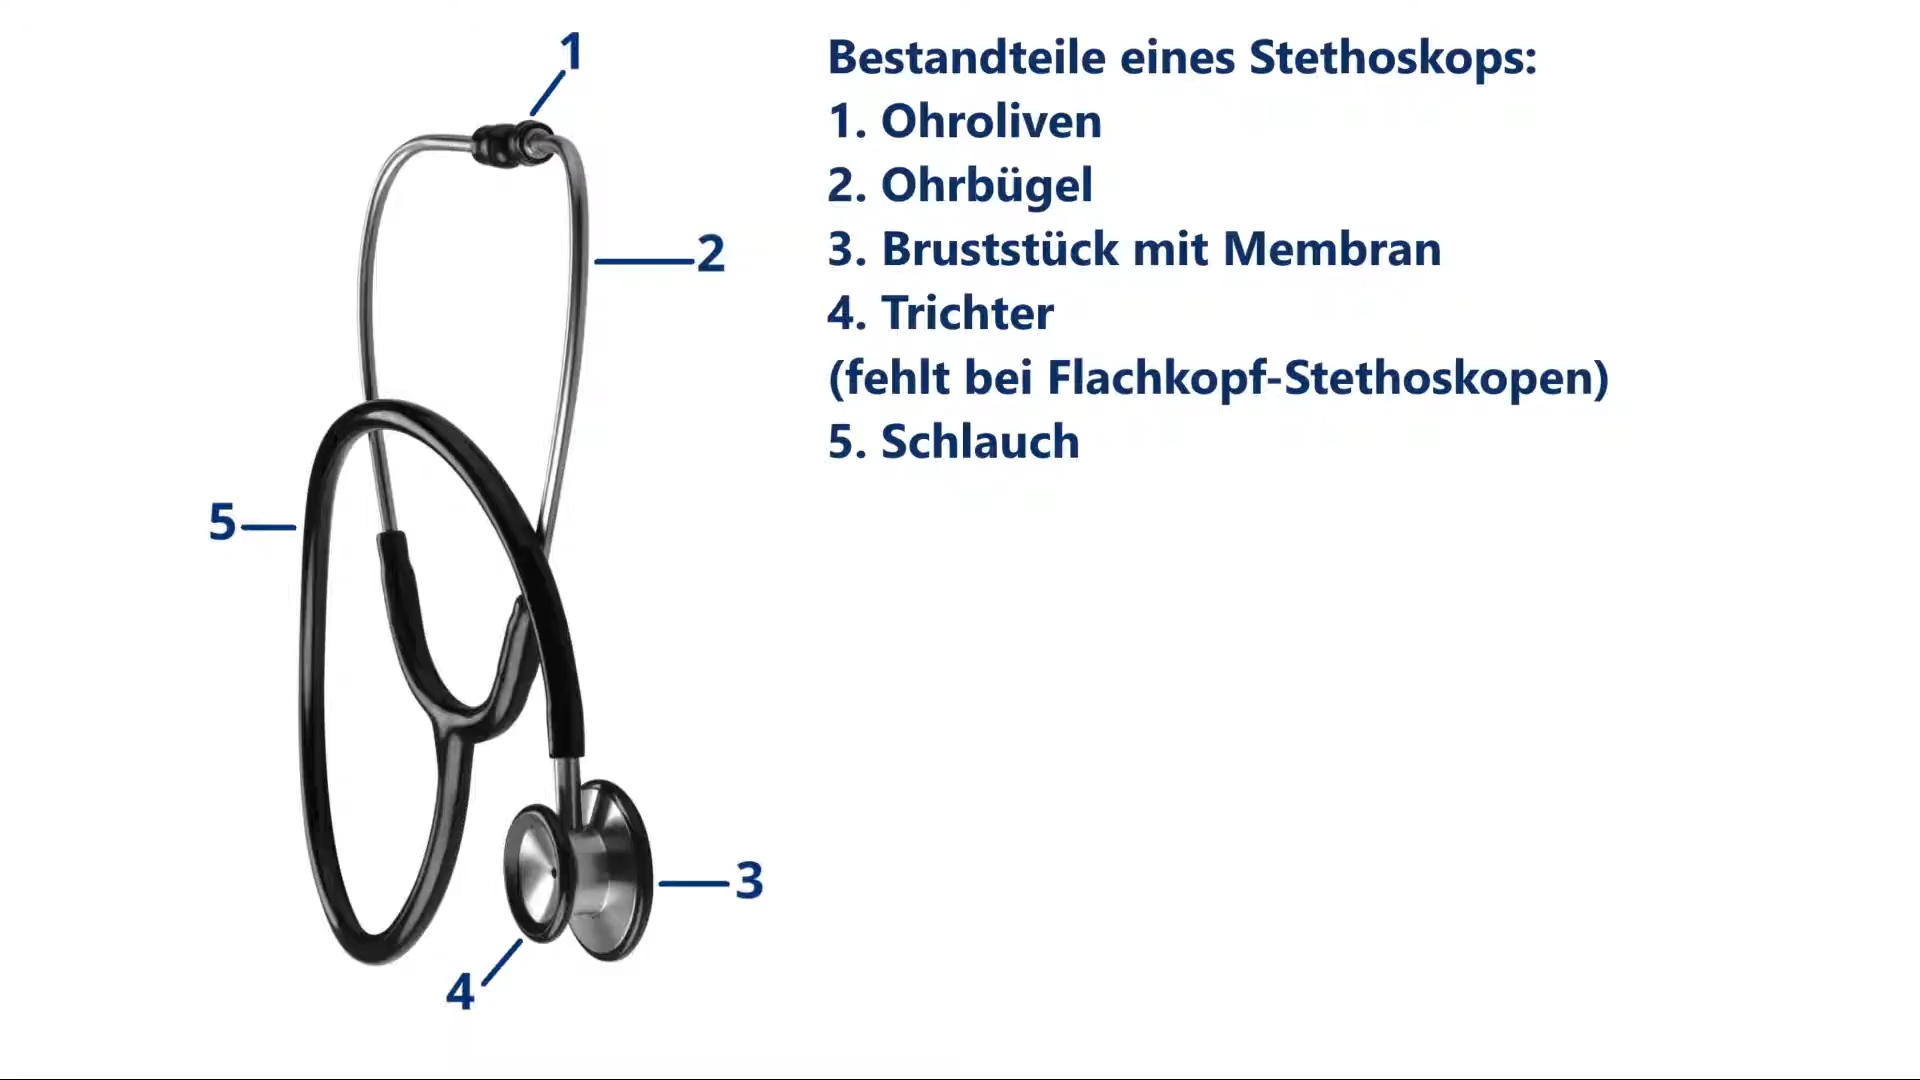 1
Bestandteile eines Stethoskops:
1. Ohroliven
2. Ohrbügel
2
3. Bruststück mit Membran
4. Trichter
(fehlt bei Flachkopf-Stethoskopen)
5. Schlauch
5
3
4